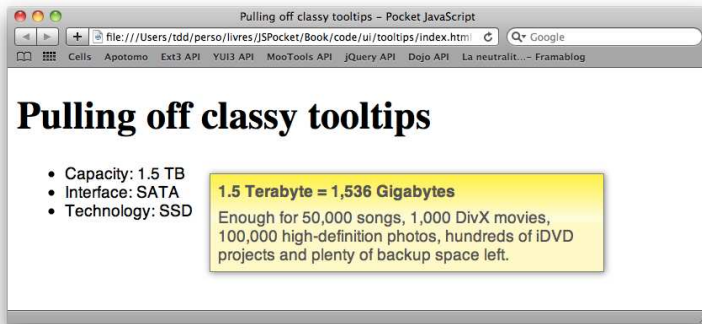 Pulling off classy tooltips – Pocket JavaScript
file:///Users/tdd/perso/livres/JSPocket/Book/code/ui/tooltips/index.html
Google
Cells Apotomo Ext3 API YUI3 API MooTools API jQuery API Dojo API La neutralit...– Framablog
Pulling off classy tooltips
• Capacity: 1.5 TB
• Interface: SATA
• Technology: SSD
1.5 Terabyte = 1,536 Gigabytes
Enough for 50,000 songs, 1,000 DivX movies,
100,000 high-definition photos, hundreds of iDVD
projects and plenty of backup space left.